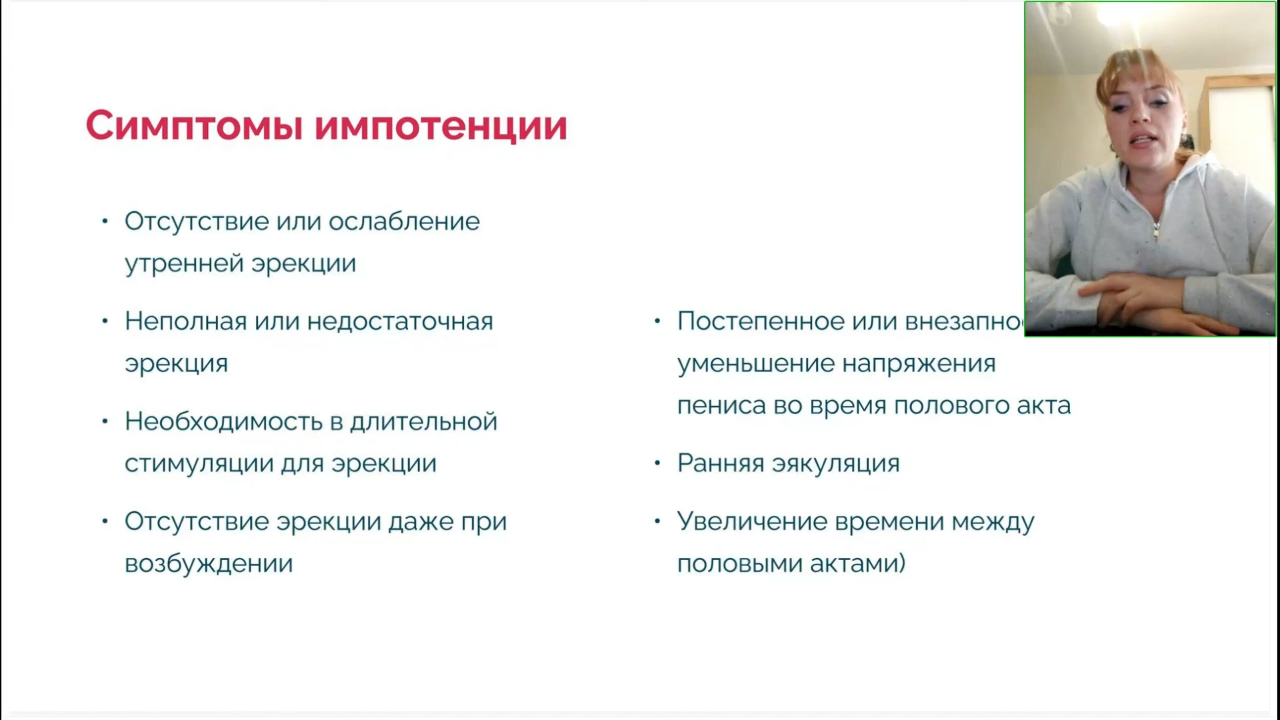 Симптомы импотенции
• Отсутствие или ослабление
утренней эрекции
• Неполная или недостаточная
эрекция
• Необходимость в длительной
стимуляции для эрекции
• Отсутствие эрекции даже при
возбуждении
• Постепенное или
уменьшение напряжения
пениса во время полового акта
• Ранняя эякуляция
• Увеличение времени между
половыми актами)